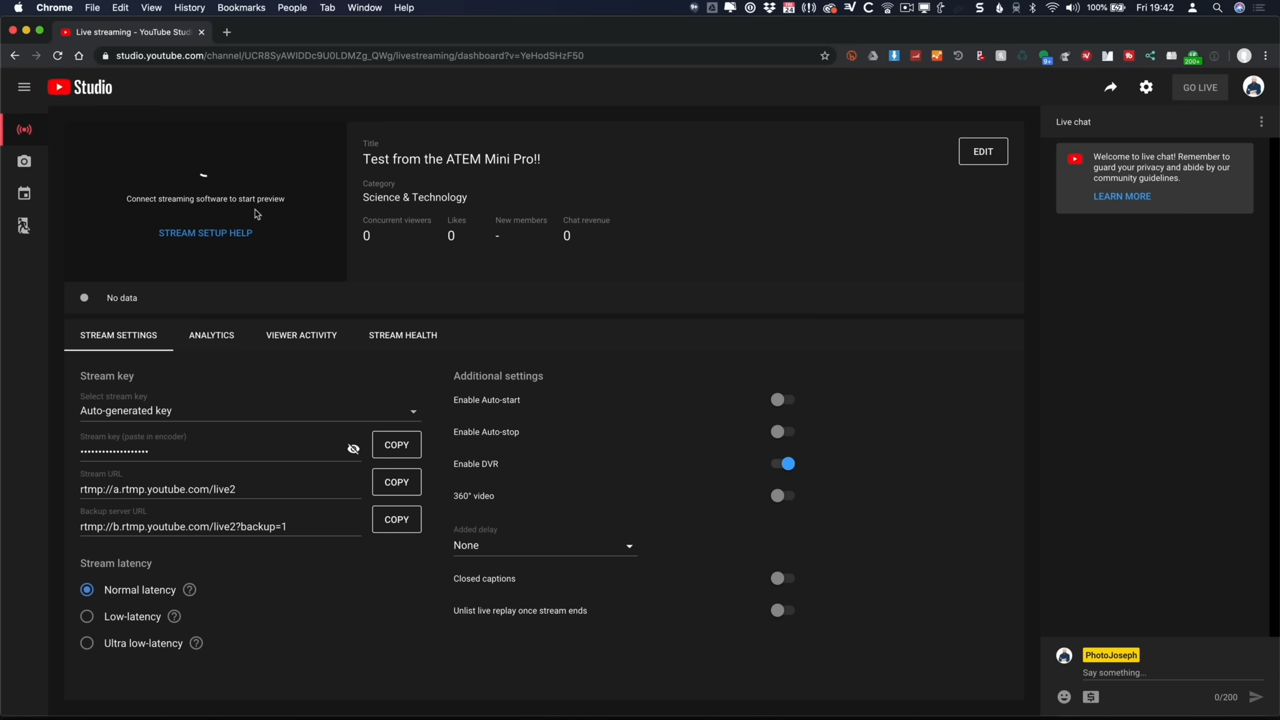 Chrome File Edit View History Bookmarks People Tab Window Help
100% Fri 19:42
Live streaming - YouTube Stud
studio.youtube.com/channel/UCR8SyAWIDDc9U0LDMZg_QWg/livestreaming/dashboard?v=YeHodSHzF50
Studio
GO LIVE
Connect streaming software to start preview
STREAM SETUP HELP
Title
Test from the ATEM Mini Pro!!
EDIT
Category
Science & Technology
Concurrent viewers Likes New members Chat revenue
0 0 - 0
No data
STREAM SETTINGS ANALYTICS VIEWER ACTIVITY STREAM HEALTH
Stream key
Select stream key
Auto-generated key
Stream key (paste in encoder)
••••••••••••••••••
COPY
Stream URL
rtmp://a.rtmp.youtube.com/live2
COPY
Backup server URL
rtmp://b.rtmp.youtube.com/live2?backup=1
COPY
Stream latency
Normal latency
Low-latency
Ultra low-latency
Additional settings
Enable Auto-start
Enable Auto-stop
Enable DVR
360° video
Added delay
None
Closed captions
Unlist live replay once stream ends
Live chat
Welcome to live chat! Remember to
guard your privacy and abide by our
community guidelines.
LEARN MORE
PhotoJoseph
Say something...
0/200